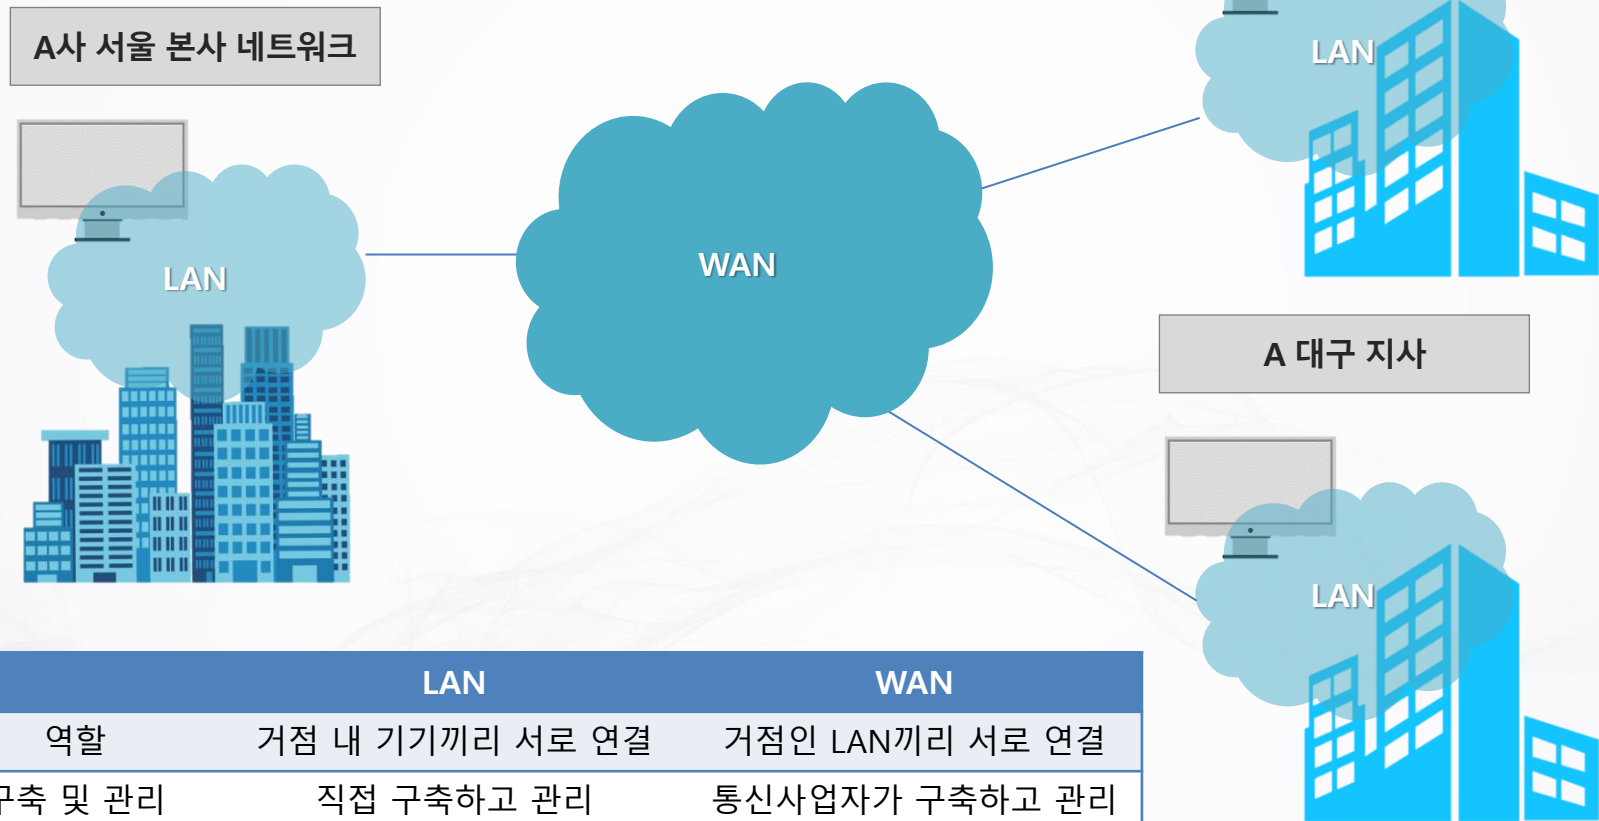 A사 서울 본사 네트워크
LAN
LAN
WAN
A 대구 지사
LAN
LAN WAN
역할 거점 내 기기끼리 서로 연결 거점인 LAN끼리 서로 연결
구축 및 관리 직접 구축하고 관리 통신사업자가 구축하고 관리